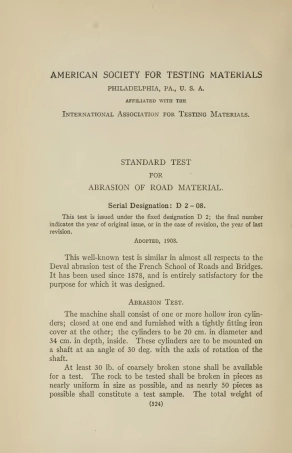 AMERICAN SOCIETY FOR TESTING MATERIALS
PHILADELPHIA, PA., U. S. A.
AFFILIATED WITH THE
INTERNATIONAL ASSOCIATION FOR TESTING MATERIALS.
STANDARD TEST
FOR
ABRASION OF ROAD MATERIAL.
Serial Designation: D 2 – 08.
This test is issued under the fixed designation D 2; the final number
indicates the year of original issue, or in the case of revision, the year of last
revision.
ADOPTED, 1908.
This well-known test is similar in almost all respects to the
Deval abrasion test of the French School of Roads and Bridges.
It has been used since 1878, and is entirely satisfactory for the
purpose for which it was designed.
ABRASION TEST.
The machine shall consist of one or more hollow iron cylin-
ders; closed at one end and furnished with a tightly fitting iron
cover at the other; the cylinders to be 20 cm. in diameter and
34 cm. in depth, inside. These cylinders are to be mounted on
a shaft at an angle of 30 deg. with the axis of rotation of the
shaft.
At least 30 lb. of coarsely broken stone shall be available
for a test. The rock to be tested shall be broken in pieces as
nearly uniform in size as possible, and as nearly 50 pieces as
possible shall constitute a test sample. The total weight of
(324)